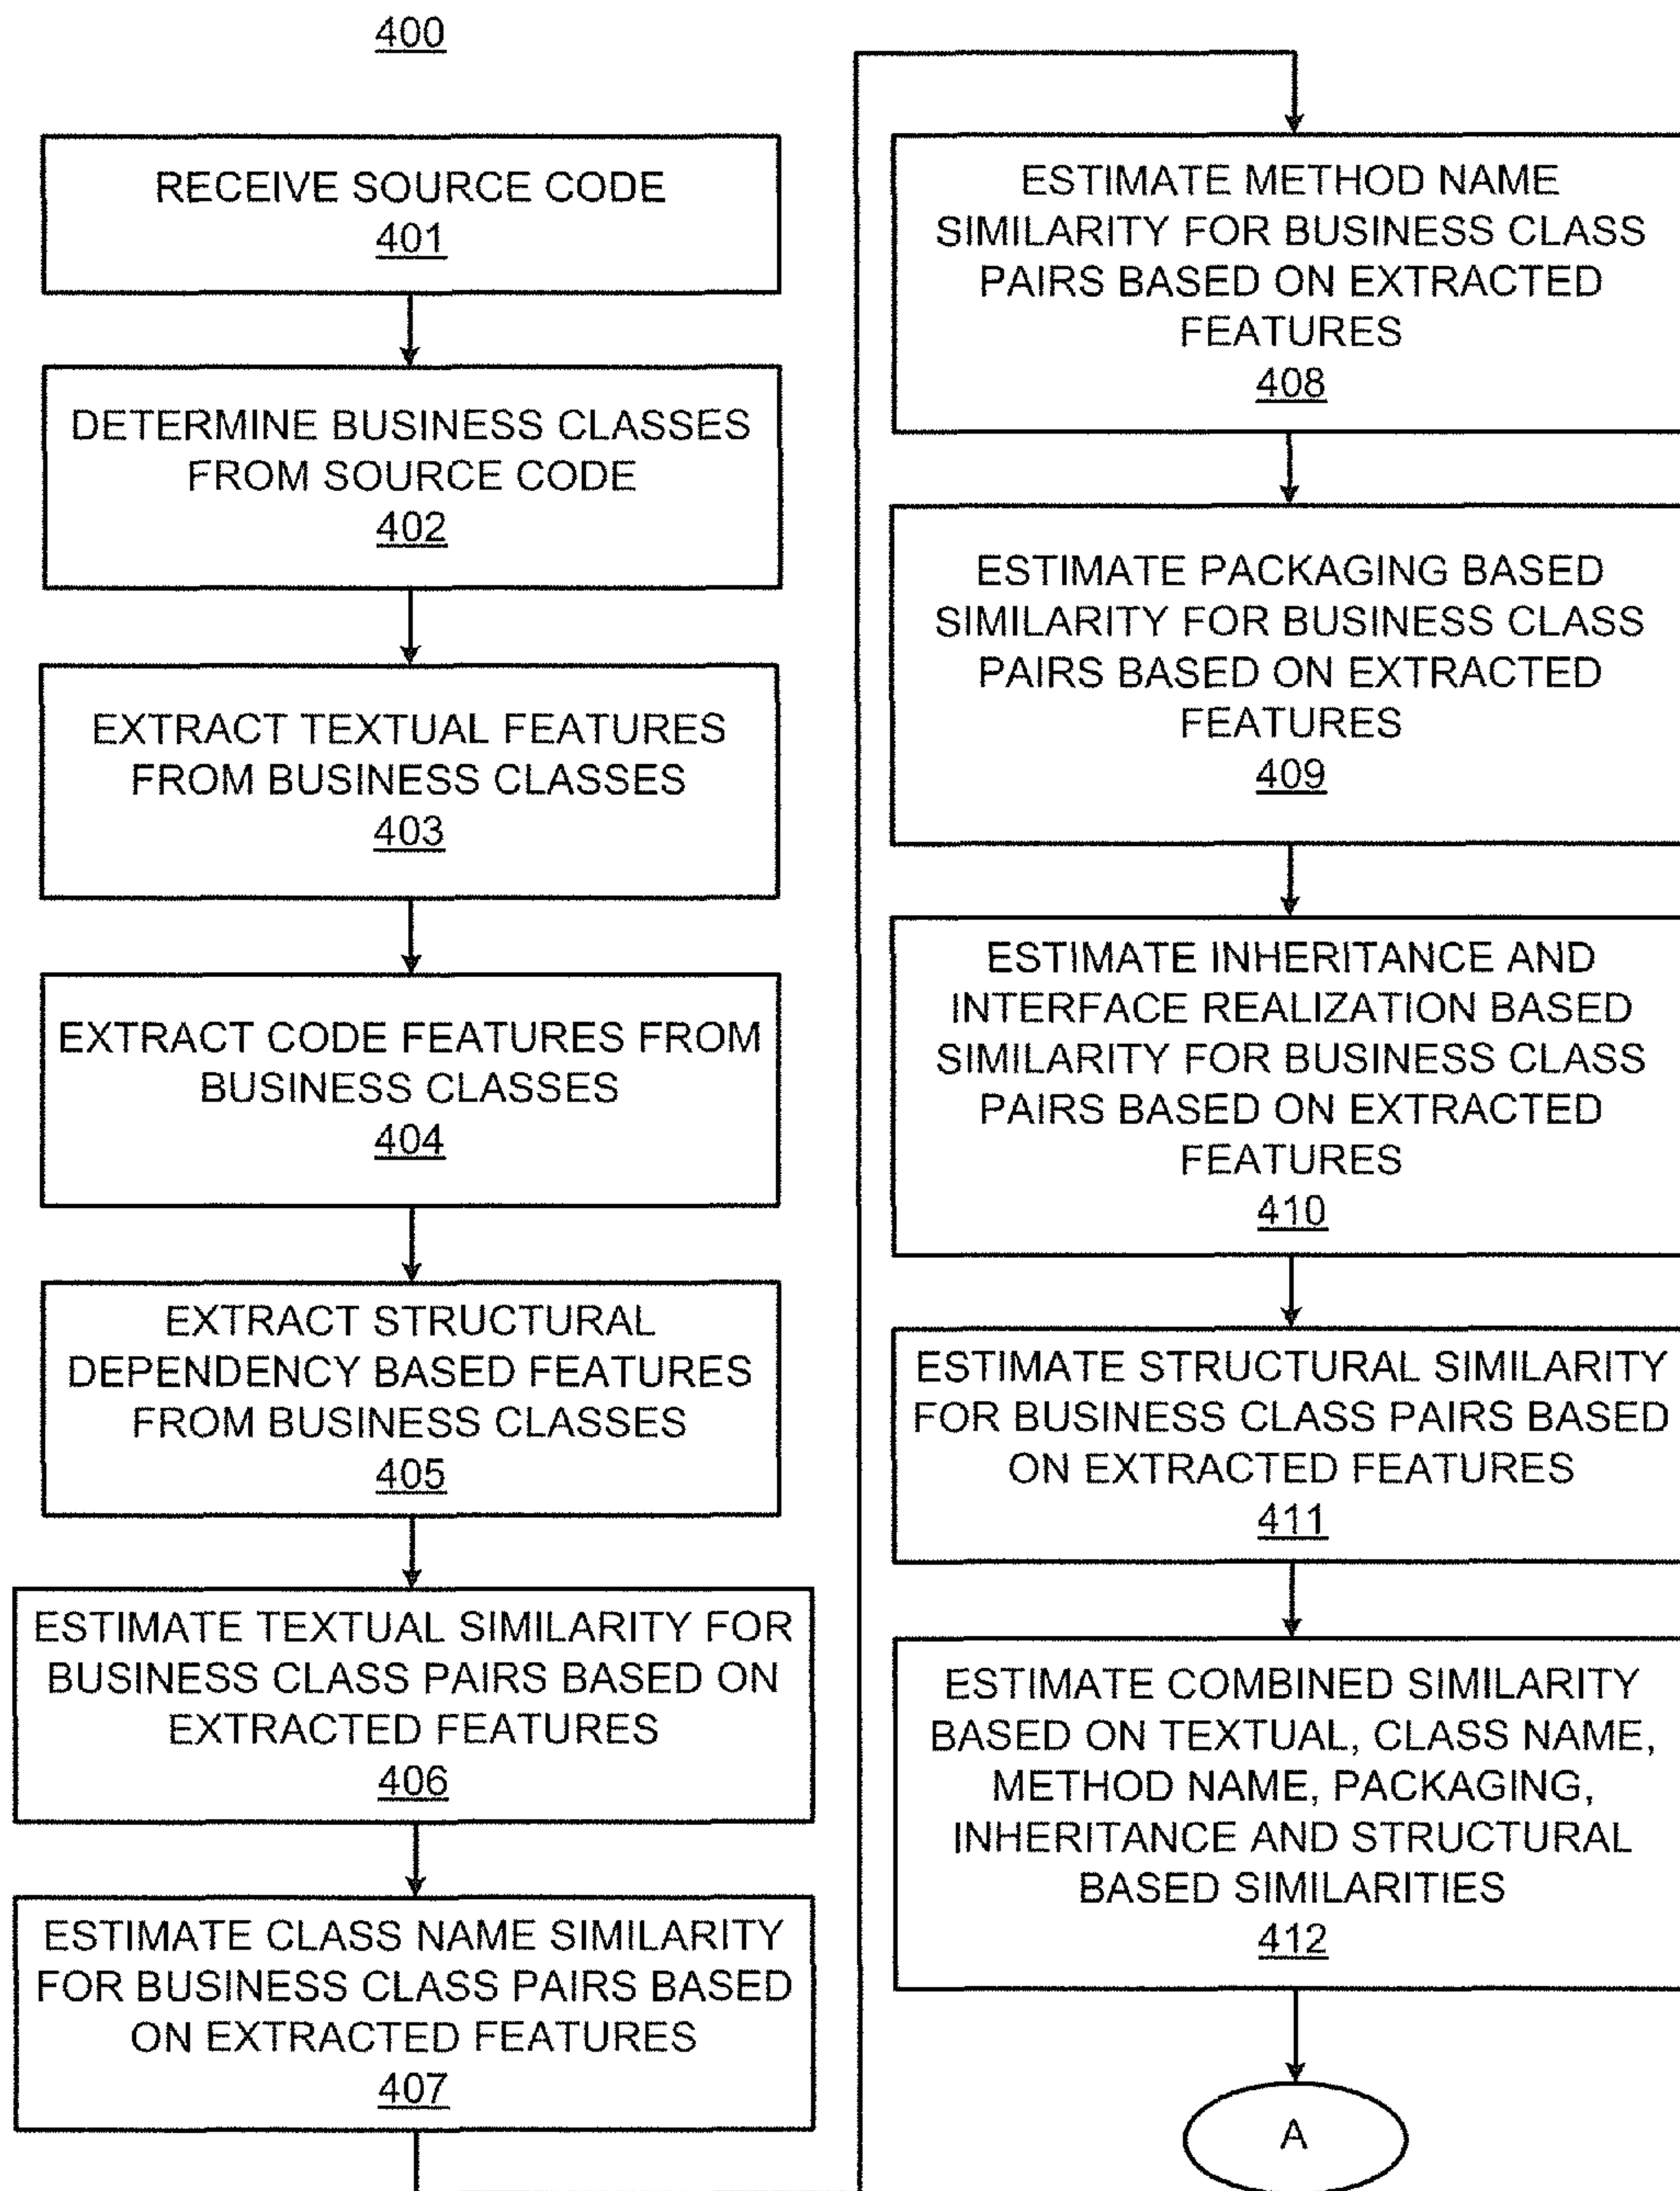 400
RECEIVE SOURCE CODE
401
DETERMINE BUSINESS CLASSES
FROM SOURCE CODE
402
EXTRACT TEXTUAL FEATURES
FROM BUSINESS CLASSES
403
EXTRACT CODE FEATURES FROM
BUSINESS CLASSES
404
EXTRACT STRUCTURAL
DEPENDENCY BASED FEATURES
FROM BUSINESS CLASSES
405
ESTIMATE TEXTUAL SIMILARITY FOR
BUSINESS CLASS PAIRS BASED ON
EXTRACTED FEATURES
406
ESTIMATE CLASS NAME SIMILARITY
FOR BUSINESS CLASS PAIRS BASED
ON EXTRACTED FEATURES
407
ESTIMATE METHOD NAME
SIMILARITY FOR BUSINESS CLASS
PAIRS BASED ON EXTRACTED
FEATURES
408
ESTIMATE PACKAGING BASED
SIMILARITY FOR BUSINESS CLASS
PAIRS BASED ON EXTRACTED
FEATURES
409
ESTIMATE INHERITANCE AND
INTERFACE REALIZATION BASED
SIMILARITY FOR BUSINESS CLASS
PAIRS BASED ON EXTRACTED
FEATURES
410
ESTIMATE STRUCTURAL SIMILARITY
FOR BUSINESS CLASS PAIRS BASED
ON EXTRACTED FEATURES
411
ESTIMATE COMBINED SIMILARITY
BASED ON TEXTUAL, CLASS NAME,
METHOD NAME, PACKAGING,
INHERITANCE AND STRUCTURAL
BASED SIMILARITIES
412
A